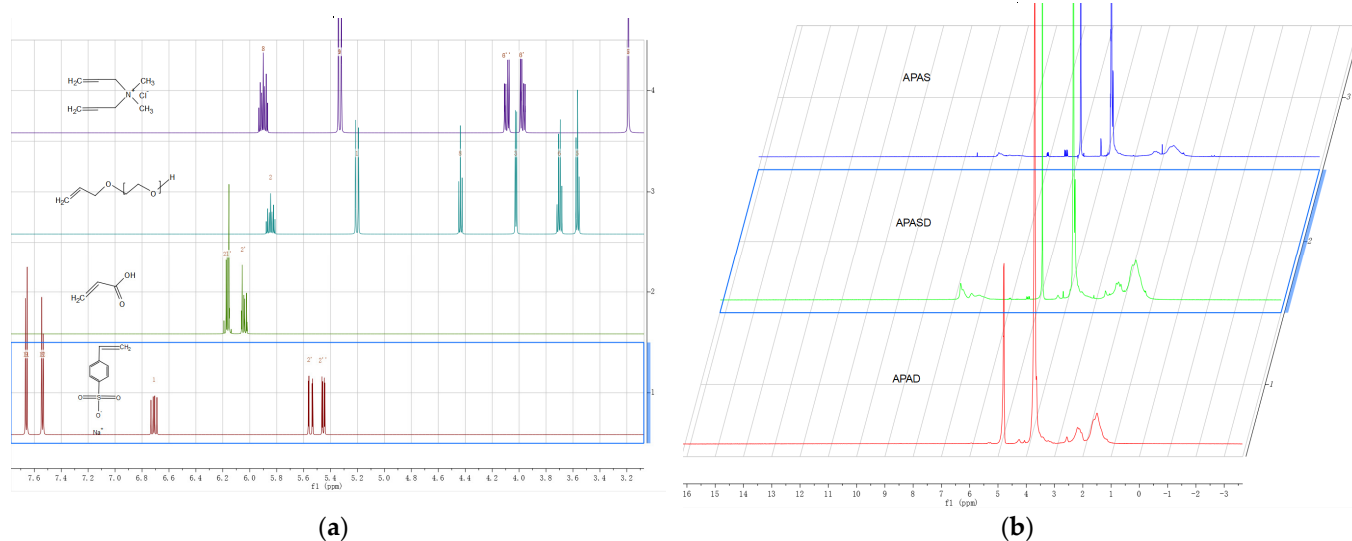 H₂C
CH₃
N⁺
Cl⁻
CH₃
H₂C
4
H₂C
O
O
H
2
3
OH
H₂C
O
21'
2'
2
CH₂
O
S
O
O⁻
Na⁺
1
2'
2''
1
7.6 7.4 7.2 7.0 6.8 6.6 6.4 6.2 6.0 5.8 5.6 5.4 5.2 5.0 4.8 4.6 4.4 4.2 4.0 3.8 3.6 3.4 3.2
f1 (ppm)
(a)
APAS
3
APASD
2
APAD
1
16 15 14 13 12 11 10 9 8 7 6 5 4 3 2 1 0 -1 -2 -3
f1 (ppm)
(b)